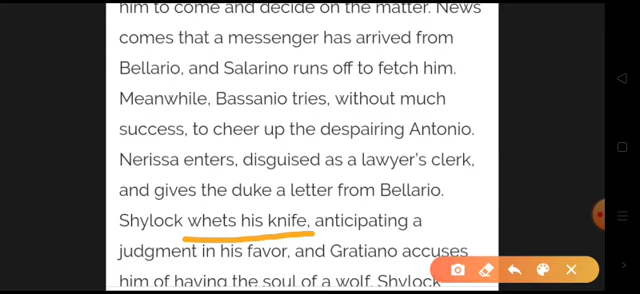 him to come and decide on the matter. News
comes that a messenger has arrived from
Bellario, and Salarino runs off to fetch him.
Meanwhile, Bassanio tries, without much
success, to cheer up the despairing Antonio.
Nerissa enters, disguised as a lawyer's clerk,
and gives the duke a letter from Bellario.
Shylock whets his knife, anticipating a
judgment in his favor, and Gratiano accuses
him of having the soul of a wolf. Shylock